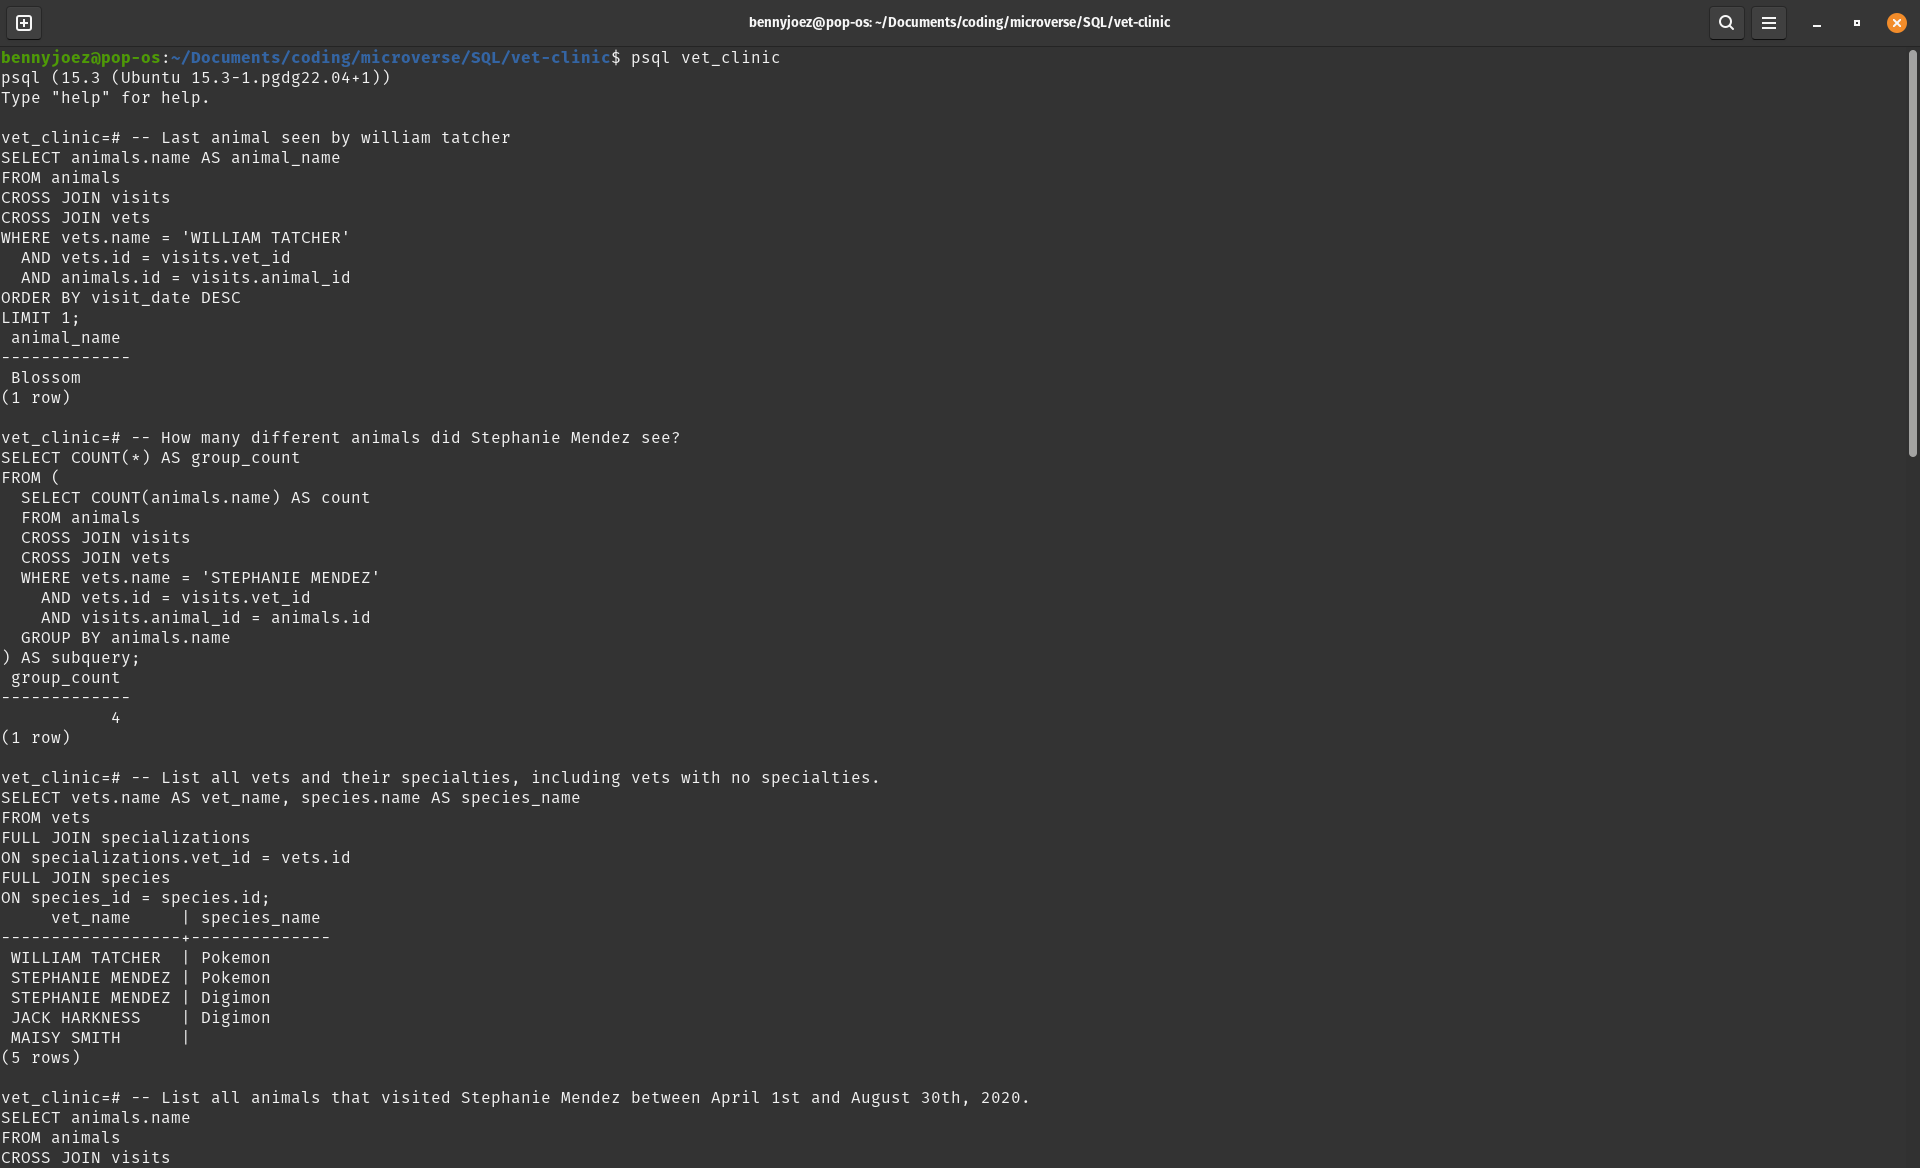 bennyjoez@pop-os: ~/Documents/coding/microverse/SQL/vet-clinic
bennyjoez@pop-os:~/Documents/coding/microverse/SQL/vet-clinic$ psql vet_clinic
psql (15.3 (Ubuntu 15.3-1.pgdg22.04+1))
Type "help" for help.

vet_clinic=# -- Last animal seen by william tatcher
SELECT animals.name AS animal_name
FROM animals
CROSS JOIN visits
CROSS JOIN vets
WHERE vets.name = 'WILLIAM TATCHER'
  AND vets.id = visits.vet_id
  AND animals.id = visits.animal_id
ORDER BY visit_date DESC
LIMIT 1;
 animal_name
-------------
 Blossom
(1 row)

vet_clinic=# -- How many different animals did Stephanie Mendez see?
SELECT COUNT(*) AS group_count
FROM (
  SELECT COUNT(animals.name) AS count
  FROM animals
  CROSS JOIN visits
  CROSS JOIN vets
  WHERE vets.name = 'STEPHANIE MENDEZ'
    AND vets.id = visits.vet_id
    AND visits.animal_id = animals.id
  GROUP BY animals.name
) AS subquery;
 group_count
-------------
           4
(1 row)

vet_clinic=# -- List all vets and their specialties, including vets with no specialties.
SELECT vets.name AS vet_name, species.name AS species_name
FROM vets
FULL JOIN specializations
ON specializations.vet_id = vets.id
FULL JOIN species
ON species_id = species.id;
     vet_name     | species_name
------------------+--------------
 WILLIAM TATCHER  | Pokemon
 STEPHANIE MENDEZ | Pokemon
 STEPHANIE MENDEZ | Digimon
 JACK HARKNESS    | Digimon
 MAISY SMITH      |
(5 rows)

vet_clinic=# -- List all animals that visited Stephanie Mendez between April 1st and August 30th, 2020.
SELECT animals.name
FROM animals
CROSS JOIN visits